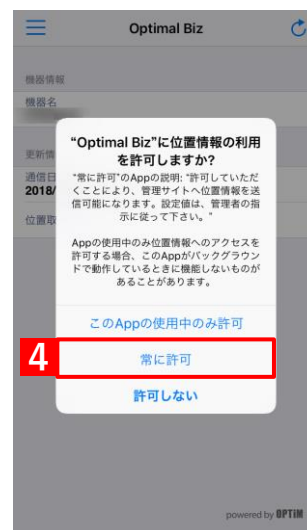 Optimal Biz
機器情報
機器名
更新情
通信日
2018/
位置取
"Optimal Biz"に位置情報の利用
を許可しますか?
"常に許可"のAppの説明: "許可していただ
くことにより、管理サイトへ位置情報を送
信可能になります。設定値は、管理者の指
示に従って下さい。"
Appの使用中のみ位置情報へのアクセスを
許可する場合、このAppがバックグラウン
ドで動作しているときに機能しないものが
あることがあります。
このAppの使用中のみ許可
4
常に許可
許可しない
powered by OPTiM